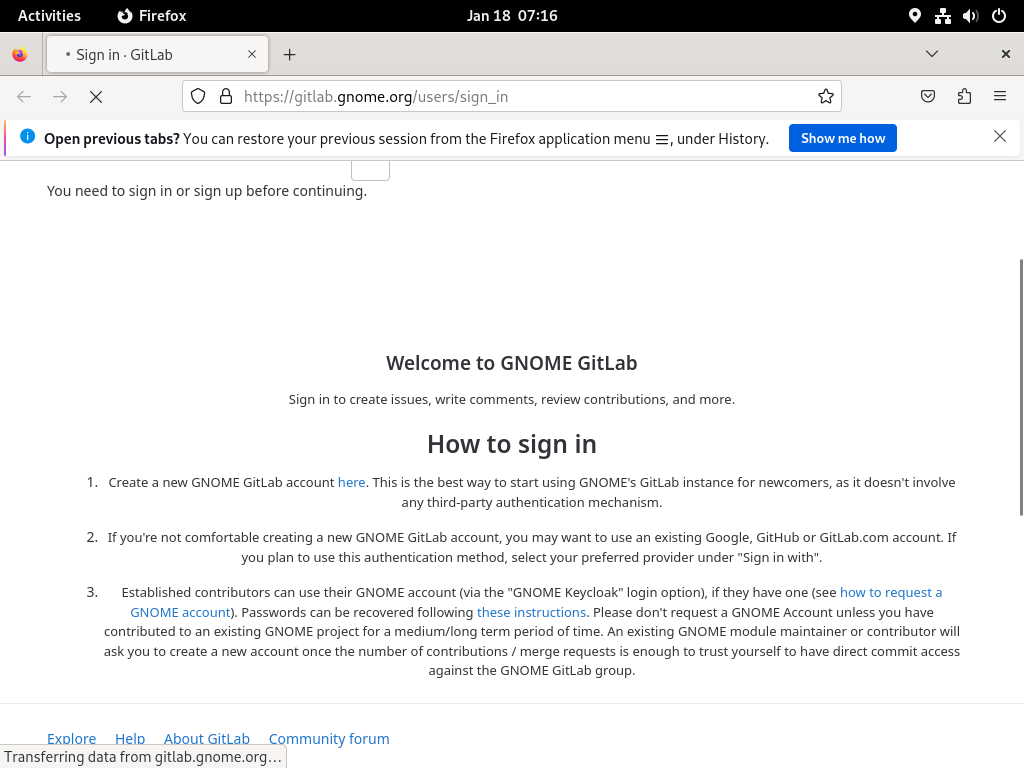 Activities
Firefox
Jan 18 07:16
Sign in · GitLab
https://gitlab.gnome.org/users/sign_in
Open previous tabs? You can restore your previous session from the Firefox application menu , under History.
Show me how
You need to sign in or sign up before continuing.
Welcome to GNOME GitLab
Sign in to create issues, write comments, review contributions, and more.
How to sign in
1. Create a new GNOME GitLab account here. This is the best way to start using GNOME's GitLab instance for newcomers, as it doesn't involve
any third-party authentication mechanism.
2. If you're not comfortable creating a new GNOME GitLab account, you may want to use an existing Google, GitHub or GitLab.com account. If
you plan to use this authentication method, select your preferred provider under "Sign in with".
3. Established contributors can use their GNOME account (via the "GNOME Keycloak" login option), if they have one (see how to request a
GNOME account). Passwords can be recovered following these instructions. Please don't request a GNOME Account unless you have
contributed to an existing GNOME project for a medium/long term period of time. An existing GNOME module maintainer or contributor will
ask you to create a new account once the number of contributions / merge requests is enough to trust yourself to have direct commit access
against the GNOME GitLab group.
Explore Help About GitLab Community forum
Transferring data from gitlab.gnome.org…